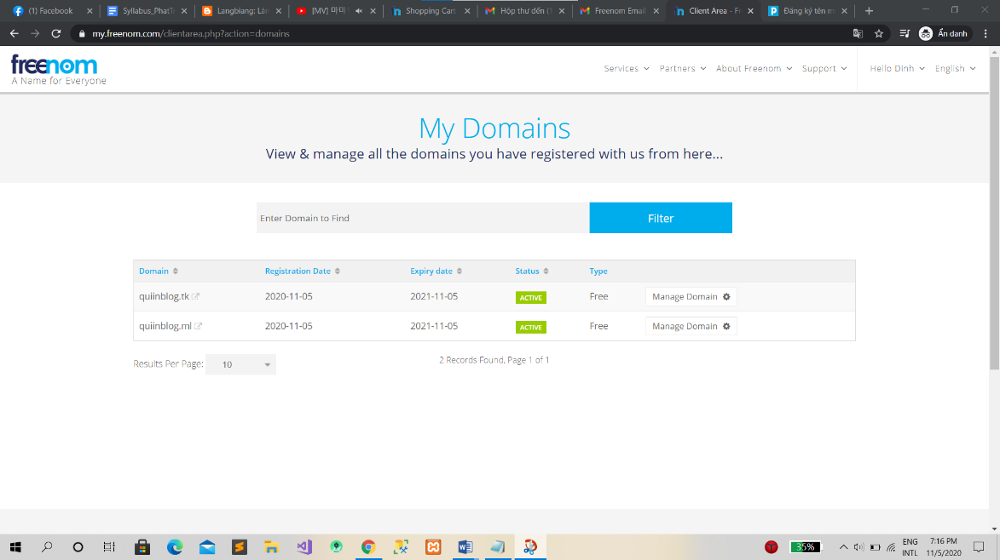 (1) Facebook
Syllabus_PhatTr
Langbiang: Làn
[MV] 마마
Shopping Cart
Hộp thư đến (1
Freenom Email
Client Area - Fr
Đăng ký tên m
my.freenom.com/clientarea.php?action=domains
Ẩn danh
freenom
A Name for Everyone
Services
Partners
About Freenom
Support
Hello Dinh
English
My Domains
View & manage all the domains you have registered with us from here...
Enter Domain to Find
Filter
Domain Registration Date Expiry date Status Type
quiinblog.tk 2020-11-05 2021-11-05 ACTIVE Free Manage Domain
quiinblog.ml 2020-11-05 2021-11-05 ACTIVE Free Manage Domain
Results Per Page: 10
2 Records Found, Page 1 of 1
35%
ENG
INTL
7:16 PM
11/5/2020